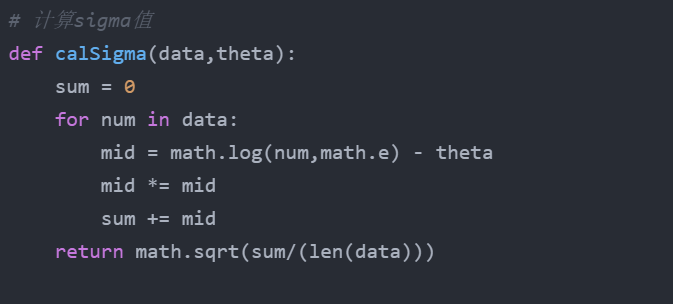 # 计算sigma值
def calSigma(data,theta):
    sum = 0
    for num in data:
        mid = math.log(num,math.e) - theta
        mid *= mid
        sum += mid
    return math.sqrt(sum/(len(data)))